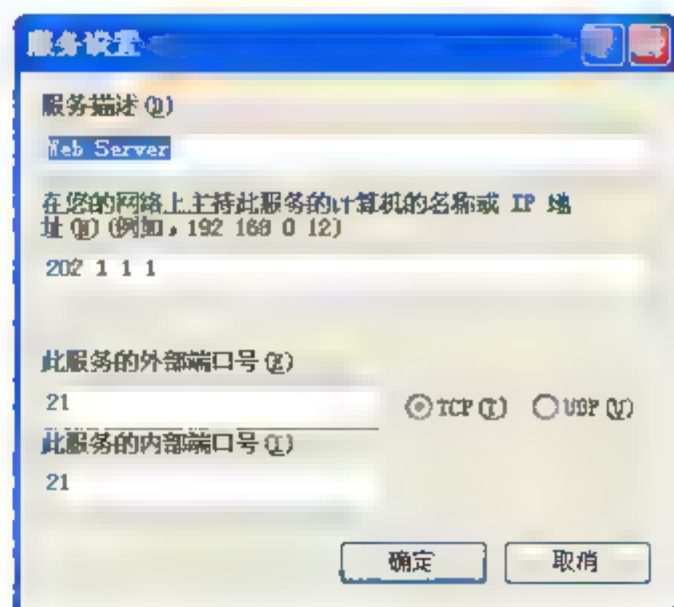 服务设置
服务描述(D)
Web Server
在您的网络上主持此服务的计算机的名称或 IP 地
址(N)(例如，192 168 0 12)
202 1 1 1
此服务的外部端口号(E)
21
TCP(T) UDP(U)
此服务的内部端口号(I)
21
确定 取消